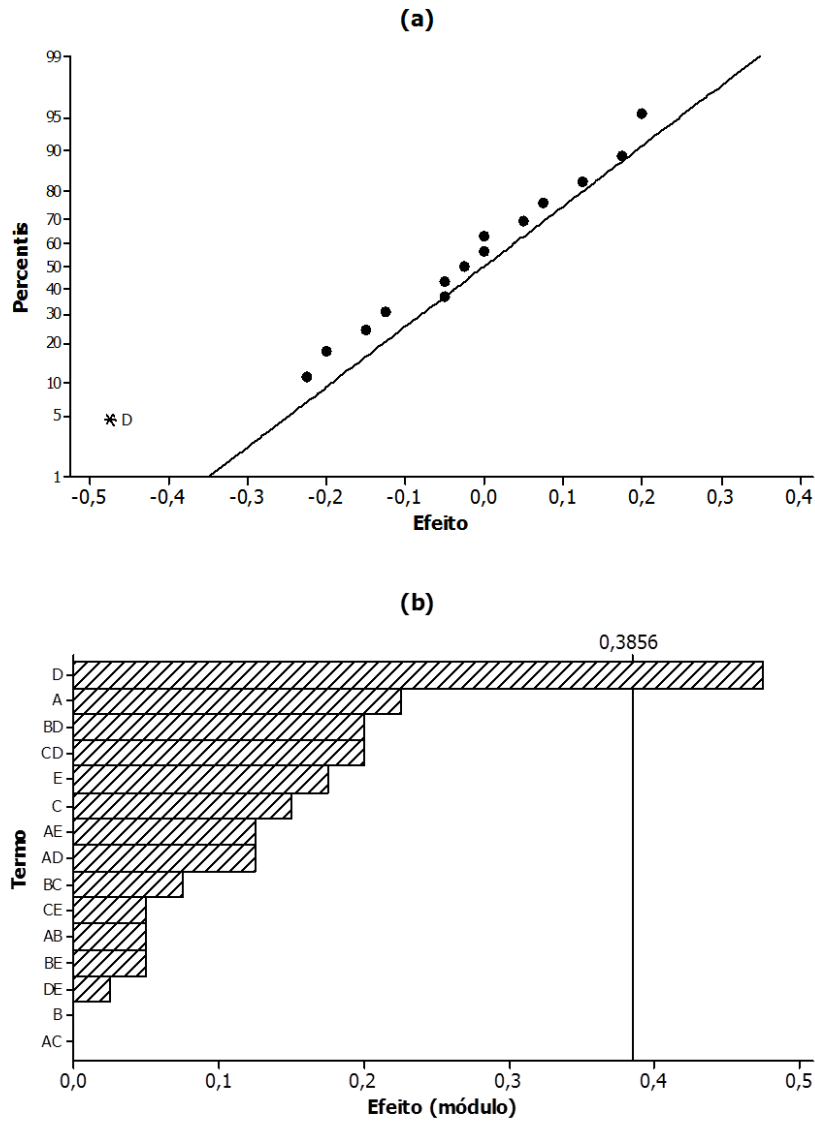 (a)
99
95
90
80
70
60
50
40
30
20
10
5
1
Percentis
D
-0,5 -0,4 -0,3 -0,2 -0,1 0,0 0,1 0,2 0,3 0,4
Efeito
(b)
0,3856
D
A
BD
CD
E
C
AE
AD
BC
CE
AB
BE
DE
B
AC
Termo
0,0 0,1 0,2 0,3 0,4 0,5
Efeito (módulo)